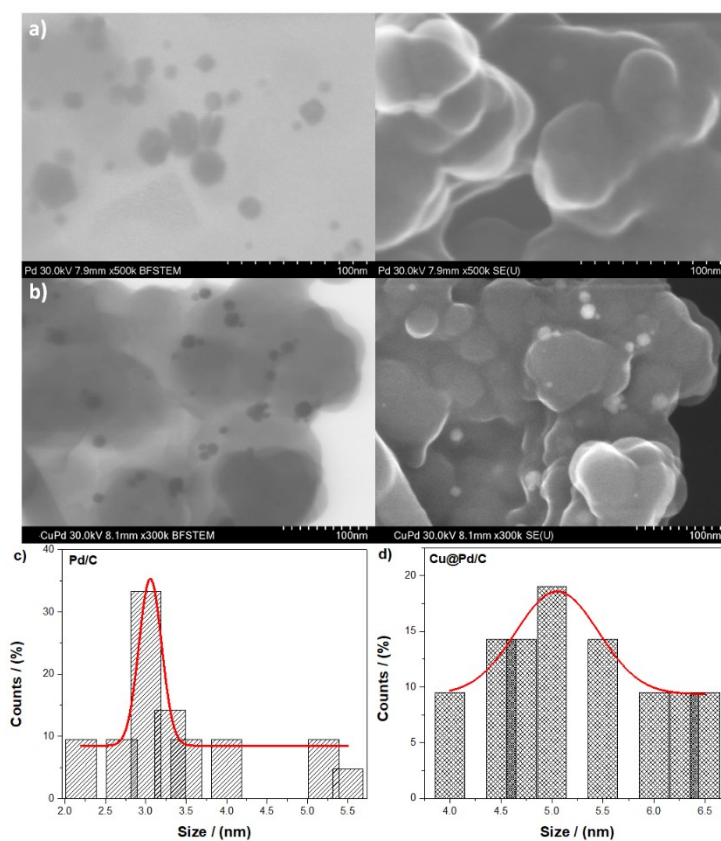 a)
Pd 30.0kV 7.9mm x500k BFSTEM 100nm
Pd 30.0kV 7.9mm x500k SE(U) 100nm
b)
CuPd 30.0kV 8.1mm x300k BFSTEM 100nm
CuPd 30.0kV 8.1mm x300k SE(U) 100nm
c)
Pd/C
40
30
20
10
0
Counts / (%)
2.0 2.5 3.0 3.5 4.0 4.5 5.0 5.5
Size / (nm)
d)
Cu@Pd/C
20
15
10
5
0
Counts / (%)
4.0 4.5 5.0 5.5 6.0 6.5
Size / (nm)